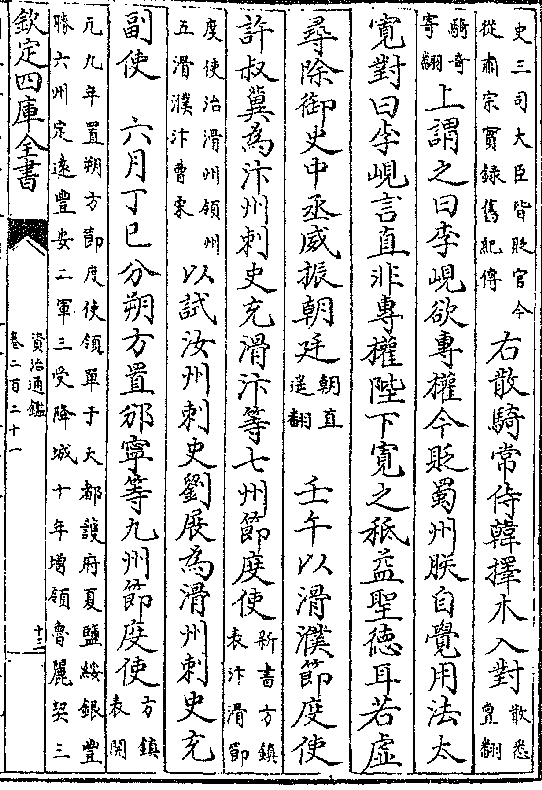 史三司大臣皆貶官今
從肅宗實録舊紀傳
右散騎常侍韓擇木入對
散悉亶翻
騎奇寄翻
上謂之曰李峴欲專權今貶蜀州朕自覺用法太
寛對曰李峴言直非專權陛下寛之秖益聖徳耳若虚
尋除御史中丞威振朝廷
朝直遥翻
壬午以滑濮節度使
許叔冀為汴州刺史充滑汴等七州節度使
新書方鎮表汴滑節
度使治滑州領州
五滑濮汴曹宋
以試汝州刺史劉展為滑州刺史充
副使
六月丁巳分朔方置邠寧等九州節度使
方鎮表開
元九年置朔方節度使領單于大都護府夏鹽綏銀豐
勝六州定遠豐安二軍三受降城十年增領魯麗契三
欽定四庫全書
資治通鑑
卷二百二十一
十三